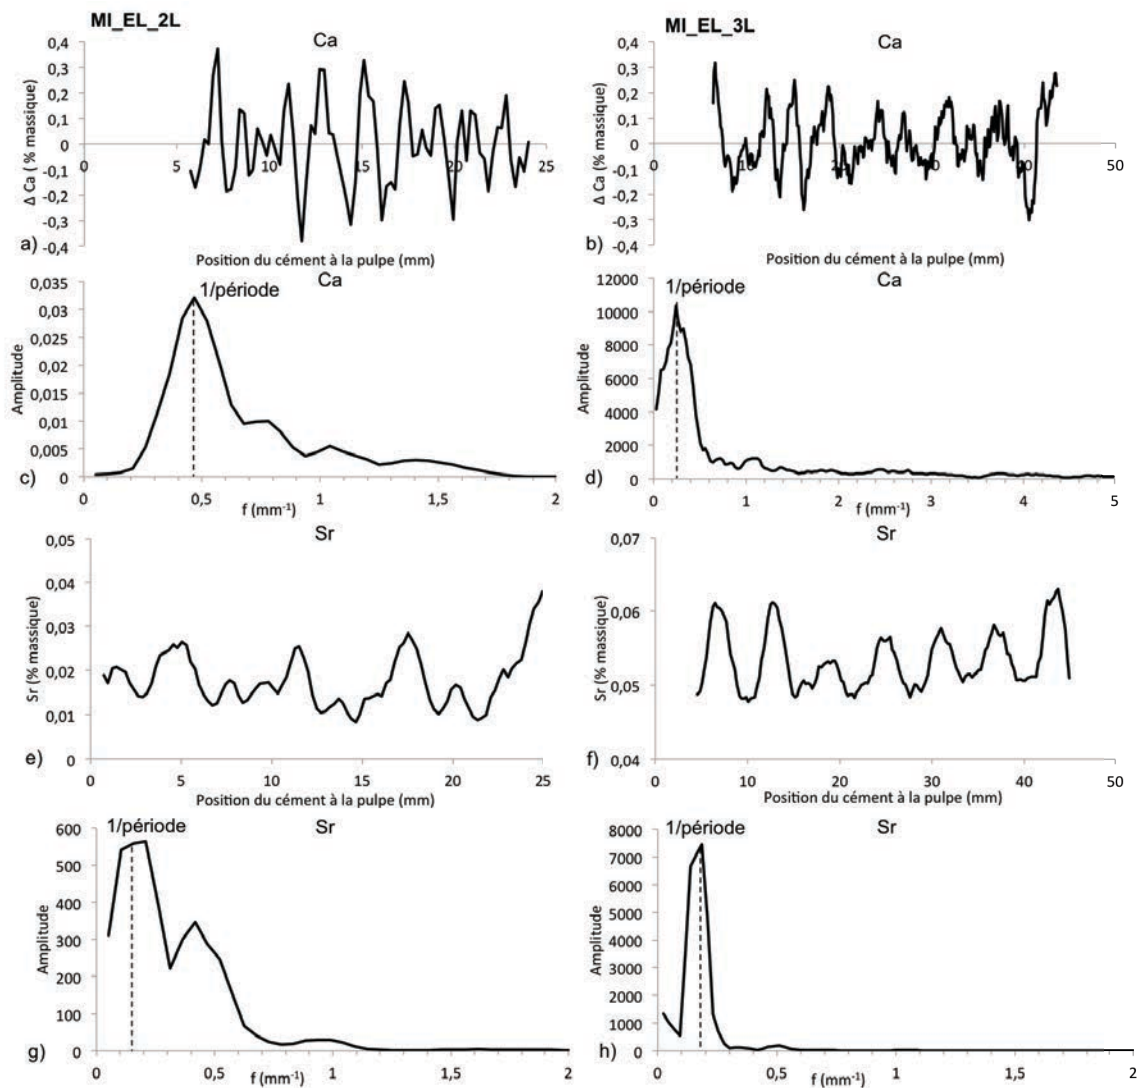 MI_EL_2L
Ca
a)
Δ Ca ( % massique)
0,4
0,3
0,2
0,1
0
-0,1
-0,2
-0,3
-0,4
0 5 10 15 20 25
Position du cément à la pulpe (mm)
MI_EL_3L
Ca
b)
Δ Ca (% massique)
0,4
0,3
0,2
0,1
0
-0,1
-0,2
-0,3
-0,4
0 50
Position du cément à la pulpe (mm)
Ca
1/période
c)
Amplitude
0,035
0,03
0,025
0,02
0,015
0,01
0,005
0
0 0,5 1 1,5 2
f (mm⁻¹)
Ca
1/période
d)
Amplitude
12000
10000
8000
6000
4000
2000
0
0 1 2 3 4 5
f (mm⁻¹)
Sr
e)
Sr (% massique)
0,05
0,04
0,03
0,02
0,01
0
0 5 10 15 20 25
Position du cément à la pulpe (mm)
Sr
f)
Sr (% massique)
0,07
0,06
0,05
0,04
0 10 20 30 40 50
Position du cément à la pulpe (mm)
1/période
Sr
g)
Amplitude
600
500
400
300
200
100
0
0 0,5 1 1,5 2
f (mm⁻¹)
1/période
Sr
h)
Amplitude
8000
7000
6000
5000
4000
3000
2000
1000
0
0 0,5 1 1,5 2
f (mm⁻¹)